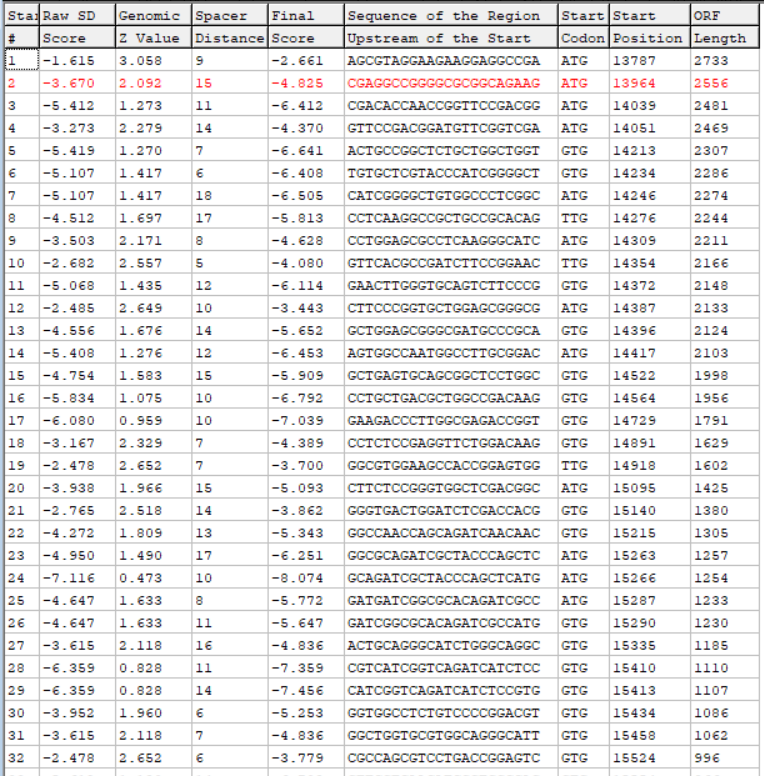 Star Raw SD Genomic Spacer Final Sequence of the Region Start Start ORF
# Score Z Value Distance Score Upstream of the Start Codon Position Length
1 -1.615 3.058 9 -2.661 AGCGTAGGAAGAAGGAGGCCGA ATG 13787 2733
2 -3.670 2.092 15 -4.825 CGAGGCCGGGGCGCGGCAGAAG ATG 13964 2556
3 -5.412 1.273 11 -6.412 CGACACCAACCGGTTCCGACGG ATG 14039 2481
4 -3.273 2.279 14 -4.370 GTTCCGACGGATGTTCGGTCGA ATG 14051 2469
5 -5.419 1.270 7 -6.641 ACTGCCGGCTCTGCTGGCTGGT GTG 14213 2307
6 -5.107 1.417 6 -6.408 TGTGCTCGTACCCATCGGGGCT GTG 14234 2286
7 -5.107 1.417 18 -6.505 CATCGGGGCTGTGGCCCTCGGC ATG 14246 2274
8 -4.512 1.697 17 -5.813 CCTCAAGGCCGCTGCCGCACAG TTG 14276 2244
9 -3.503 2.171 8 -4.628 CCTGGAGCGCCTCAAGGGCATC ATG 14309 2211
10 -2.682 2.557 5 -4.080 GTTCACGCCGATCTTCCGGAAC TTG 14354 2166
11 -5.068 1.435 12 -6.114 GAACTTGGGTGCAGTCTTCCCG GTG 14372 2148
12 -2.485 2.649 10 -3.443 CTTCCCGGTGCTGGAGCGGGCG ATG 14387 2133
13 -4.556 1.676 14 -5.652 GCTGGAGCGGGCGATGCCCGCA GTG 14396 2124
14 -5.408 1.276 12 -6.453 AGTGGCCAATGGCCTTGCGGAC ATG 14417 2103
15 -4.754 1.583 15 -5.909 GCTGAGTGCAGCGGCTCCTGGC GTG 14522 1998
16 -5.834 1.075 10 -6.792 CCTGCTGACGCTGGCCGACAAG GTG 14564 1956
17 -6.080 0.959 10 -7.039 GAAGACCCTTGGCGAGACCGGT GTG 14729 1791
18 -3.167 2.329 7 -4.389 CCTCTCCGAGGTTCTGGACAAG GTG 14891 1629
19 -2.478 2.652 7 -3.700 GGCGTGGAAGCCACCGGAGTGG TTG 14918 1602
20 -3.938 1.966 15 -5.093 CTTCTCCGGGTGGCTCGACGGC ATG 15095 1425
21 -2.765 2.518 14 -3.862 GGGTGACTGGATCTCGACCACG GTG 15140 1380
22 -4.272 1.809 13 -5.343 GGCCAACCAGCAGATCAACAAC GTG 15215 1305
23 -4.950 1.490 17 -6.251 GGCGCAGATCGCTACCCAGCTC ATG 15263 1257
24 -7.116 0.473 10 -8.074 GCAGATCGCTACCCAGCTCATG ATG 15266 1254
25 -4.647 1.633 8 -5.772 GATGATCGGCGCACAGATCGCC ATG 15287 1233
26 -4.647 1.633 11 -5.647 GATCGGCGCACAGATCGCCATG GTG 15290 1230
27 -3.615 2.118 16 -4.836 ACTGCAGGGCATCTGGGCAGGC GTG 15335 1185
28 -6.359 0.828 11 -7.359 CGTCATCGGTCAGATCATCTCC GTG 15410 1110
29 -6.359 0.828 14 -7.456 CATCGGTCAGATCATCTCCGTG GTG 15413 1107
30 -3.952 1.960 6 -5.253 GGTGGCCTCTGTCCCCGGACGT GTG 15434 1086
31 -3.615 2.118 7 -4.836 GGCTGGTGCGTGGCAGGGCATT GTG 15458 1062
32 -2.478 2.652 6 -3.779 CGCCAGCGTCCTGACCGGAGTC GTG 15524 996